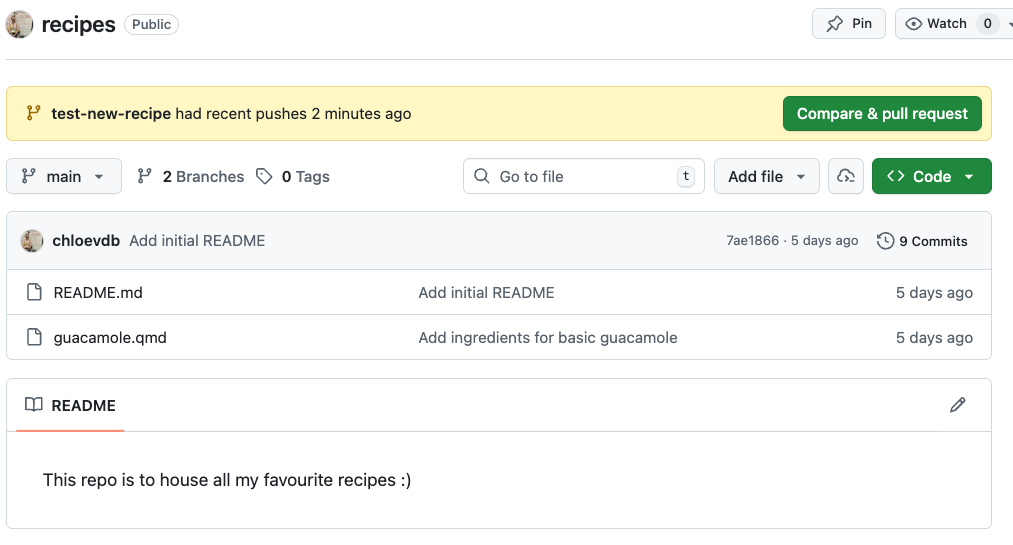 recipes Public Pin Watch 0
test-new-recipe had recent pushes 2 minutes ago Compare & pull request
main 2 Branches 0 Tags Go to file t Add file Code
chloevdb Add initial README 7ae1866 · 5 days ago 9 Commits
README.md Add initial README 5 days ago
guacamole.qmd Add ingredients for basic guacamole 5 days ago
README
This repo is to house all my favourite recipes :)